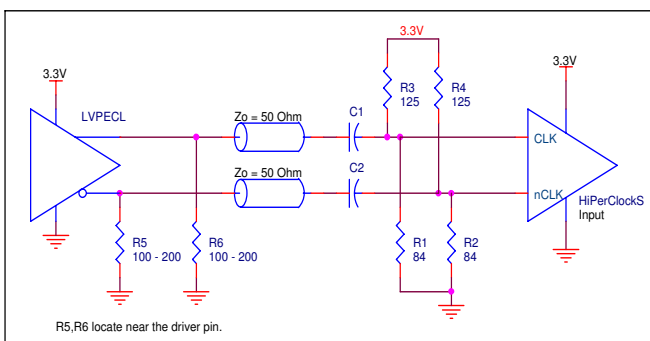 3.3V
R3
125
R4
125
3.3V
3.3V
LVPECL
Zo = 50 Ohm
C1
CLK
Zo = 50 Ohm
C2
nCLK
HiPerClockS
Input
R5
100 - 200
R6
100 - 200
R1
84
R2
84
R5,R6 locate near the driver pin.